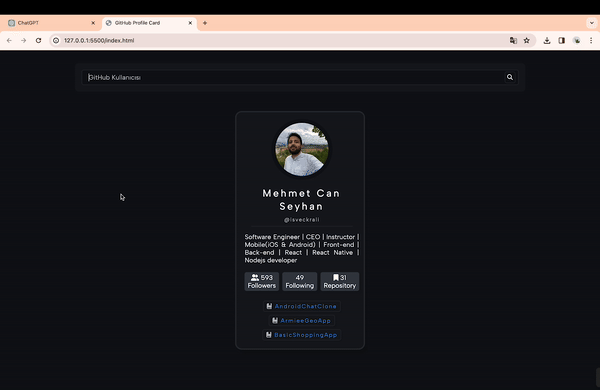 ChatGPT
GitHub Profile Card
127.0.0.1:5500/index.html
GitHub Kullanıcısı
Mehmet Can
Seyhan
@isveckrali
Software Engineer | CEO | Instructor |
Mobile(iOS & Android) | Front-end |
Back-end | React | React Native |
Nodejs developer
593
Followers
49
Following
31
Repository
AndroidChatClone
ArmieeGeoApp
BasicShoppingApp